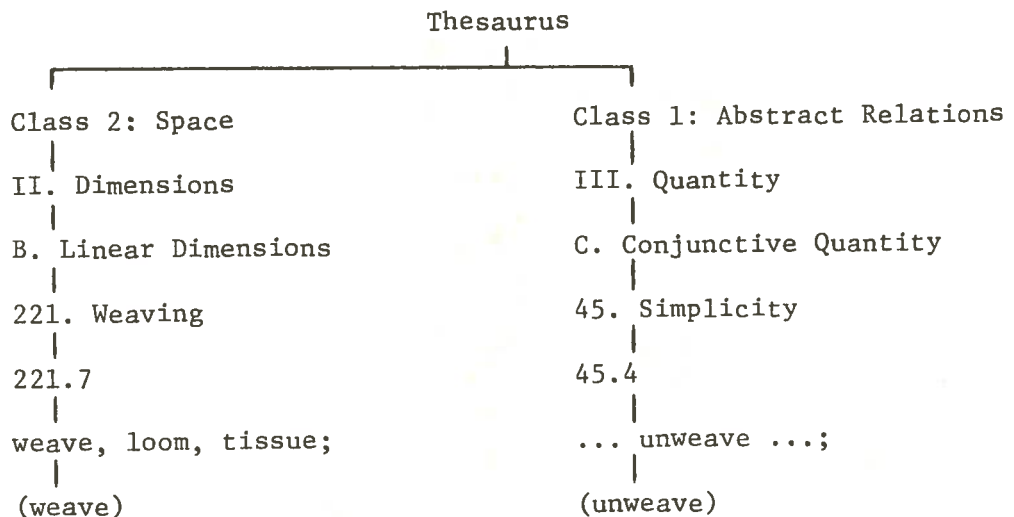 Thesaurus
Class 2: Space
II. Dimensions
B. Linear Dimensions
221. Weaving
221.7
weave, loom, tissue;
(weave)
Class 1: Abstract Relations
III. Quantity
C. Conjunctive Quantity
45. Simplicity
45.4
... unweave ...;
(unweave)